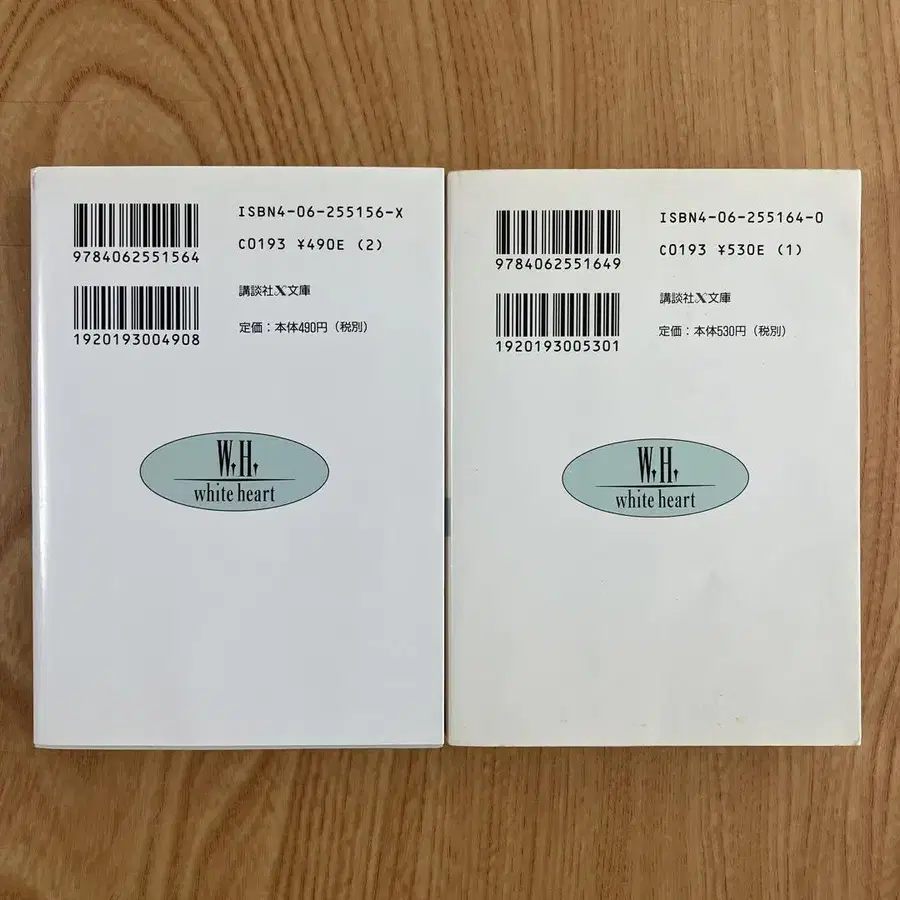 ISBN4-06-255156-X
9784062551564
C0193 ¥490E (2)
講談社X文庫
1920193004908
定価：本体490円（税別）
W.H.
white heart
ISBN4-06-255164-0
9784062551649
C0193 ¥530E (1)
講談社X文庫
1920193005301
定価：本体530円（税別）
W.H.
white heart